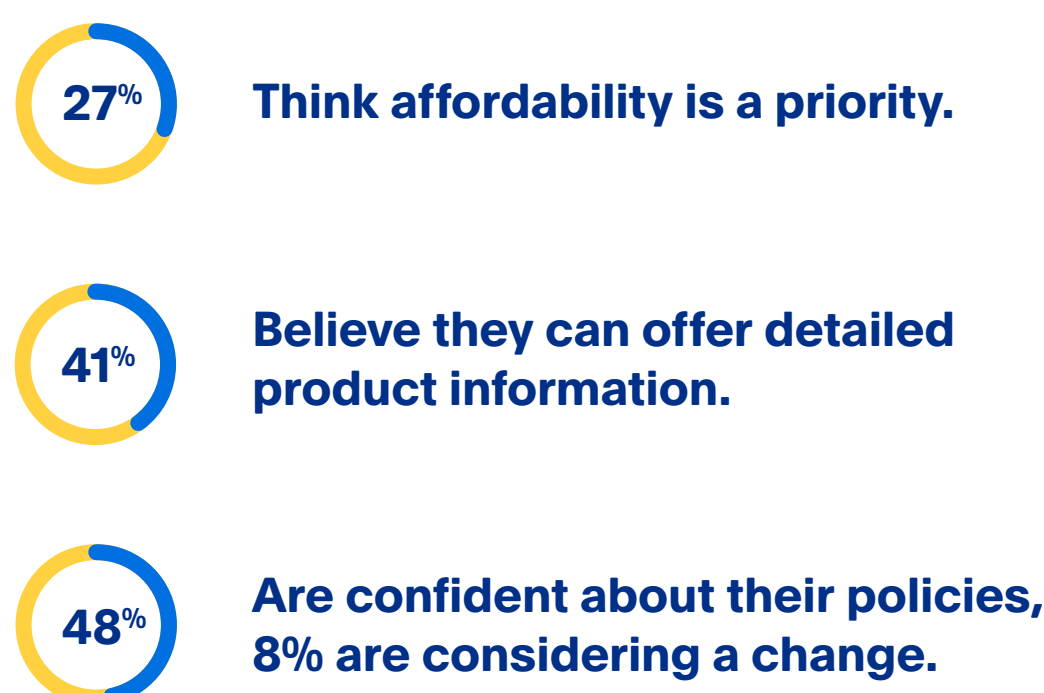 27%
Think affordability is a priority.
41%
Believe they can offer detailed
product information.
48%
Are confident about their policies,
8% are considering a change.